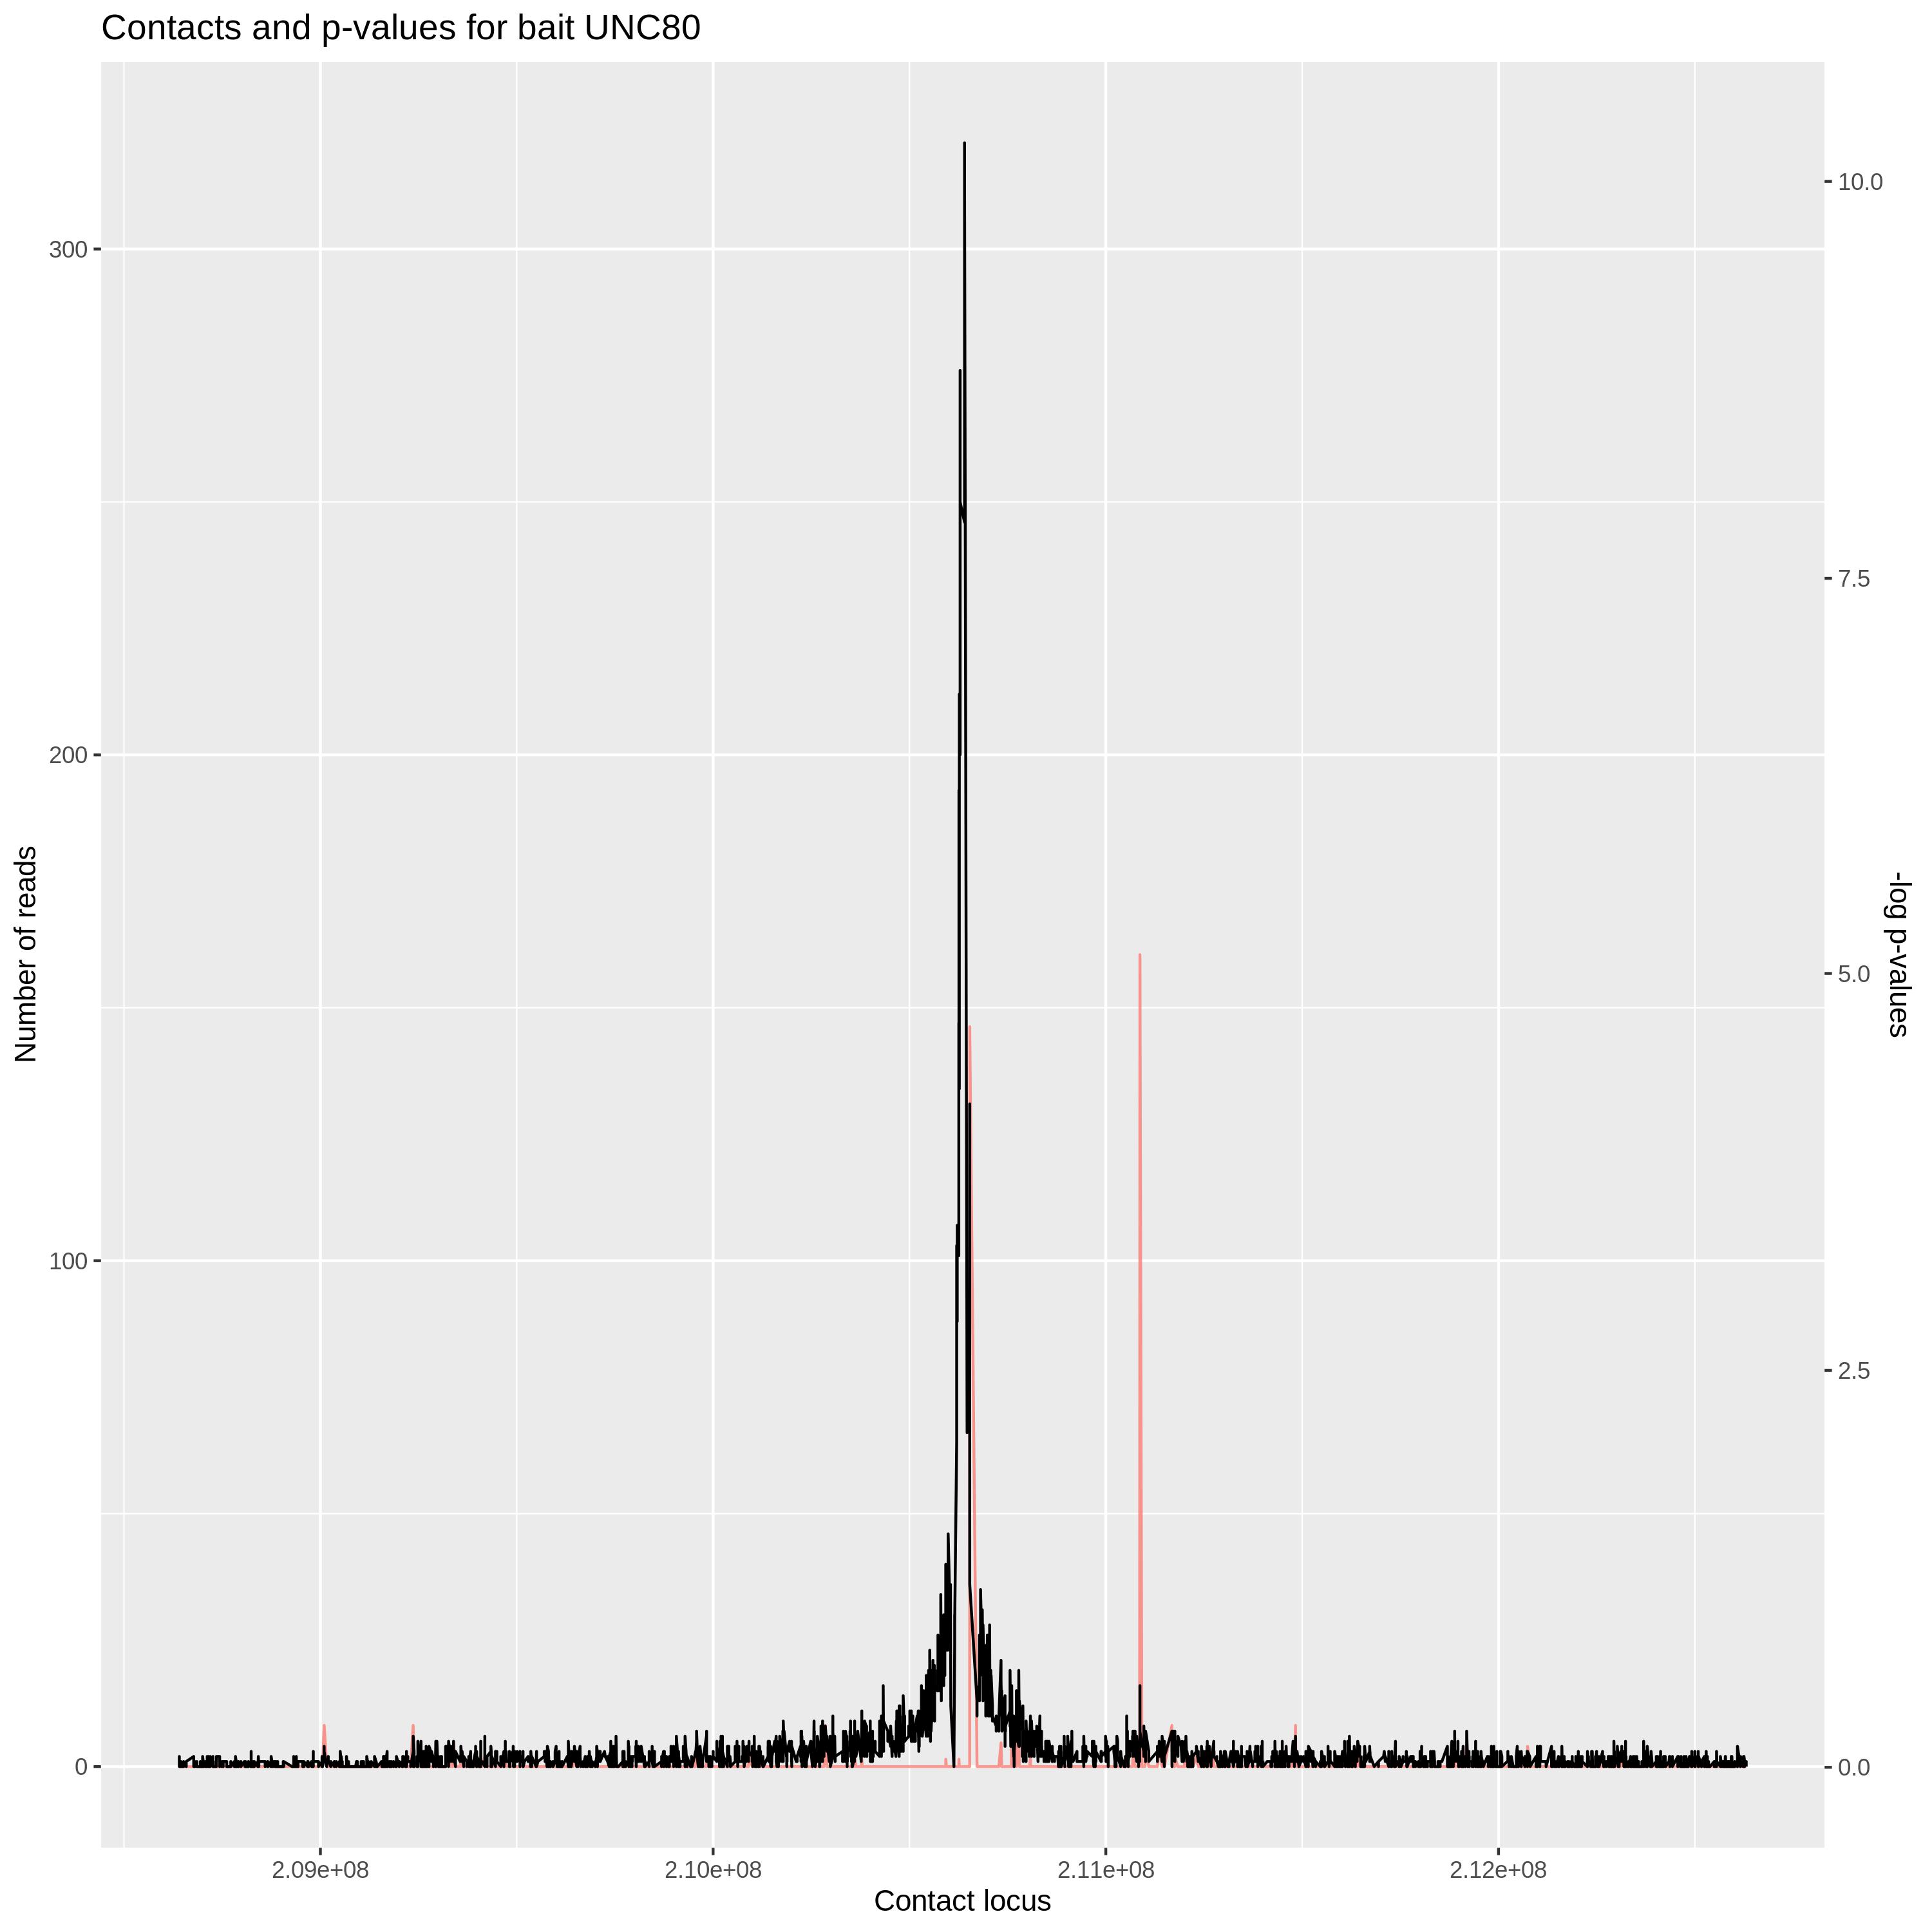 Contacts and p-values for bait UNC80
300
200
100
0
Number of reads
10.0
7.5
5.0
2.5
0.0
-log p-values
2.09e+08
2.10e+08
2.11e+08
2.12e+08
Contact locus